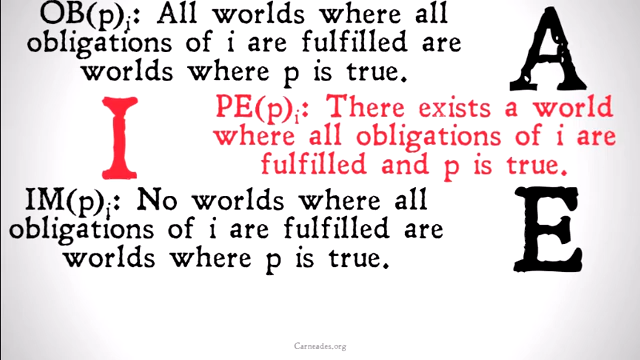 OB(p)i: All worlds where all
obligations of i are fulfilled are
worlds where p is true.
A
I
PE(p)i: There exists a world
where all obligations of i are
fulfilled and p is true.
IM(p)i: No worlds where all
obligations of i are fulfilled are
worlds where p is true.
E
Carneades.org